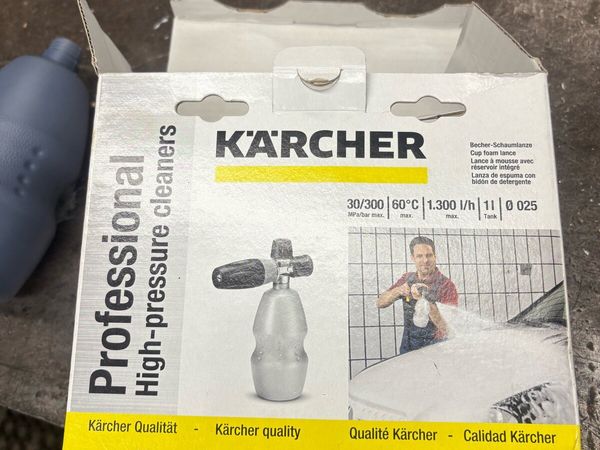 KÄRCHER
Professional
High-pressure cleaners
Becher-Schaumlanze
Cup foam lance
Lance à mousse avec
réservoir intégré
Lanza de espuma con
bidón de detergente
30/300 60°C 1.300 l/h 1l Ø 025
MPa/bar max. max. max. Tank
Kärcher Qualität - Kärcher quality Qualité Kärcher - Calidad Kärcher